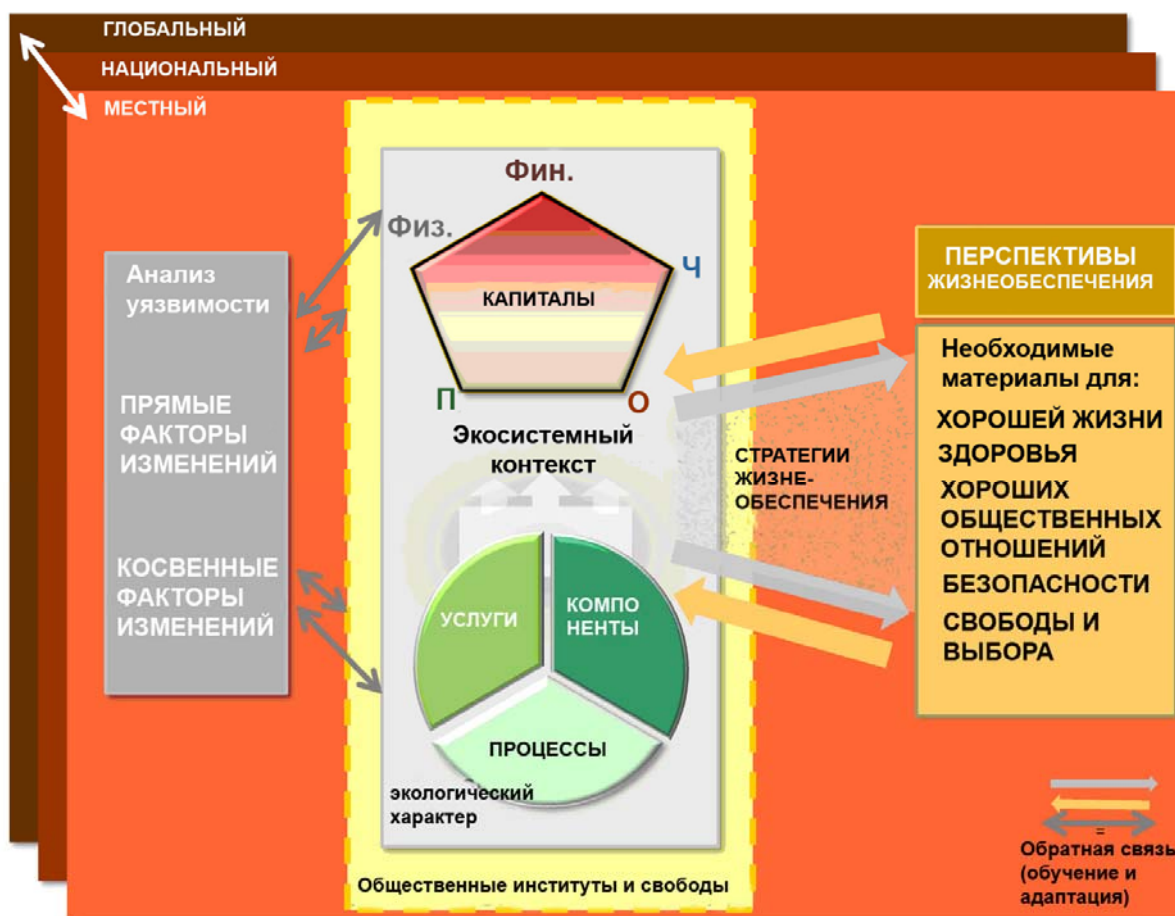 ГЛОБАЛЬНЫЙ
НАЦИОНАЛЬНЫЙ
МЕСТНЫЙ
Анализ
уязвимости
ПРЯМЫЕ
ФАКТОРЫ
ИЗМЕНЕНИЙ
КОСВЕННЫЕ
ФАКТОРЫ
ИЗМЕНЕНИЙ
Фин.
Физ.
Ч
КАПИТАЛЫ
П
О
Экосистемный
контекст
УСЛУГИ
КОМПО
НЕНТЫ
ПРОЦЕССЫ
экологический
характер
Общественные институты и свободы
СТРАТЕГИИ
ЖИЗНЕ-
ОБЕСПЕЧЕНИЯ
ПЕРСПЕКТИВЫ
ЖИЗНЕОБЕСПЕЧЕНИЯ
Необходимые
материалы для:
ХОРОШЕЙ ЖИЗНИ
ЗДОРОВЬЯ
ХОРОШИХ
ОБЩЕСТВЕННЫХ
ОТНОШЕНИЙ
БЕЗОПАСНОСТИ
СВОБОДЫ И
ВЫБОРА
=
Обратная связь
(обучение и
адаптация)